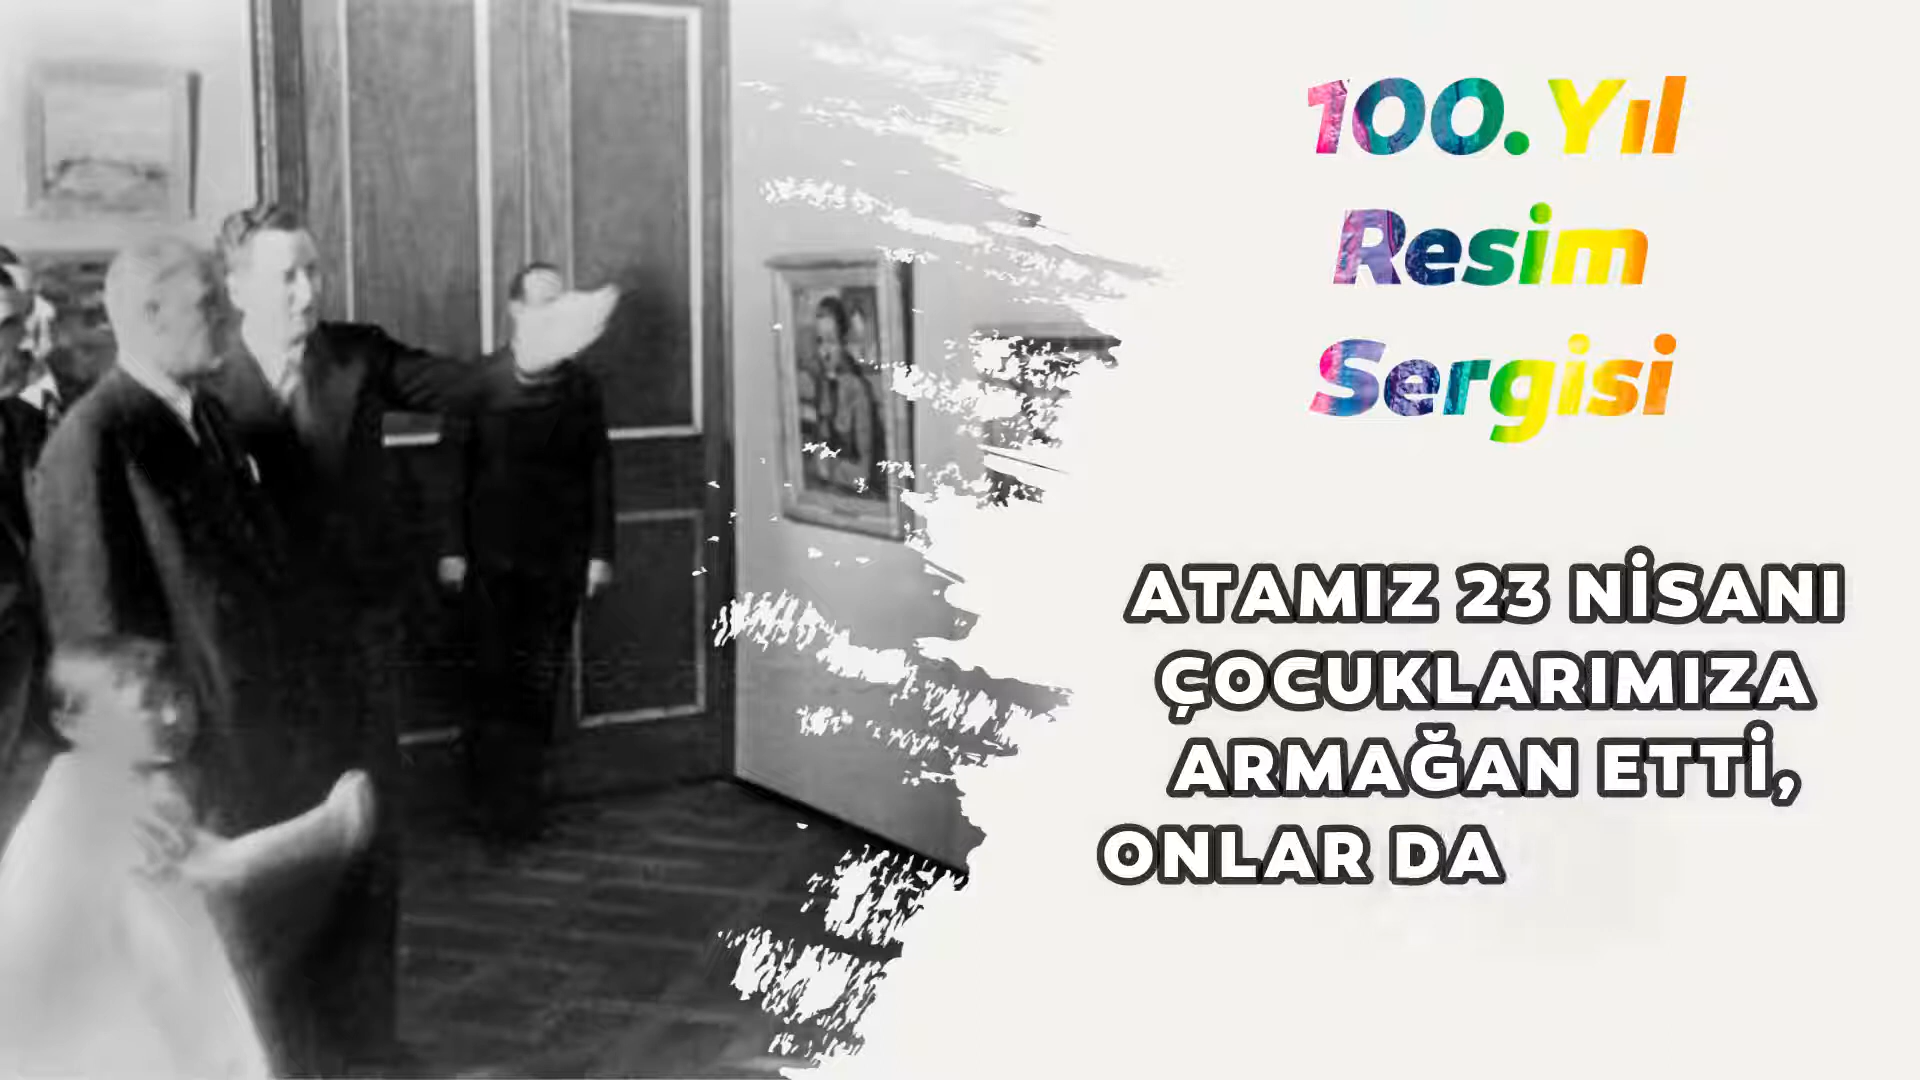 100. Yıl
Resim
Sergisi
ATAMIZ 23 NİSANI
ÇOCUKLARIMIZA
ARMAĞAN ETTİ,
ONLAR DA